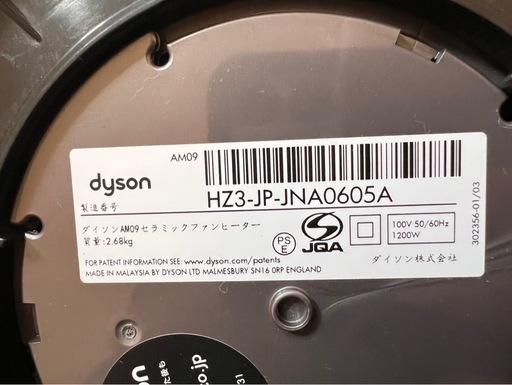 AM09
dyson
製造番号
HZ3-JP-JNA0605A
ダイソンAM09セラミックファンヒーター
質量:2.68kg
PS
E
JQA
100V 50/60Hz
1200W
FOR PATENT INFORMATION SEE: www.dyson.com/patents
ダイソン株式会社
MADE IN MALAYSIA BY DYSON LTD MALMESBURY SN16 0RP ENGLAND
302356-01/03